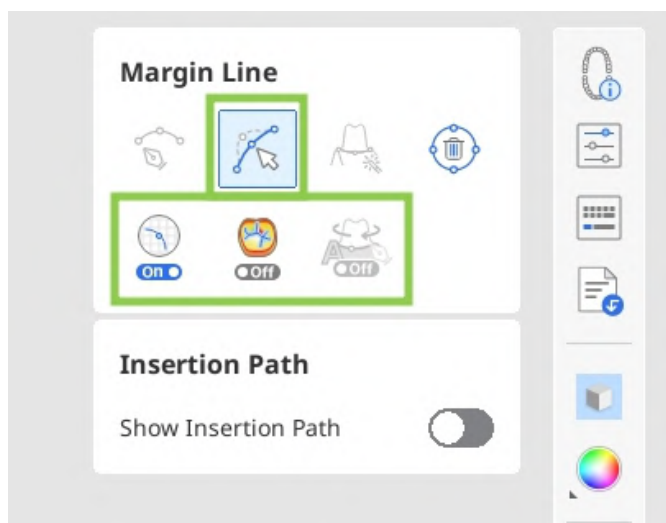 Margin Line
On
Off
A
Off
Insertion Path
Show Insertion Path